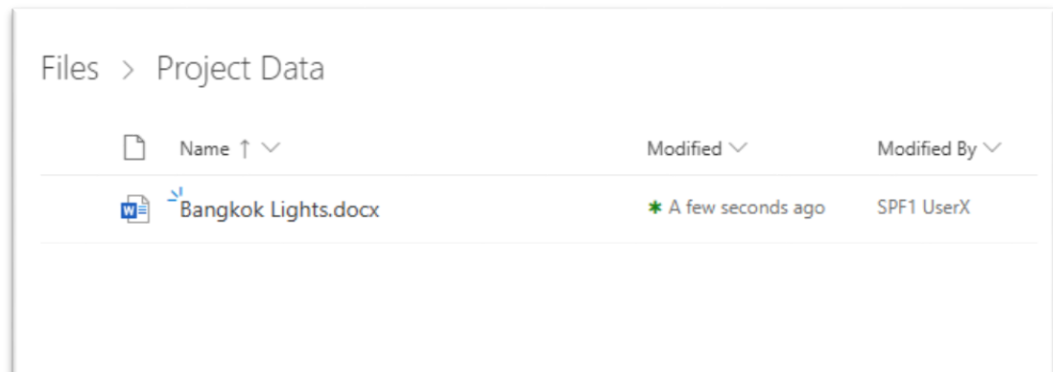 Files > Project Data
Name ↑ Modified Modified By
Bangkok Lights.docx A few seconds ago SPF1 UserX